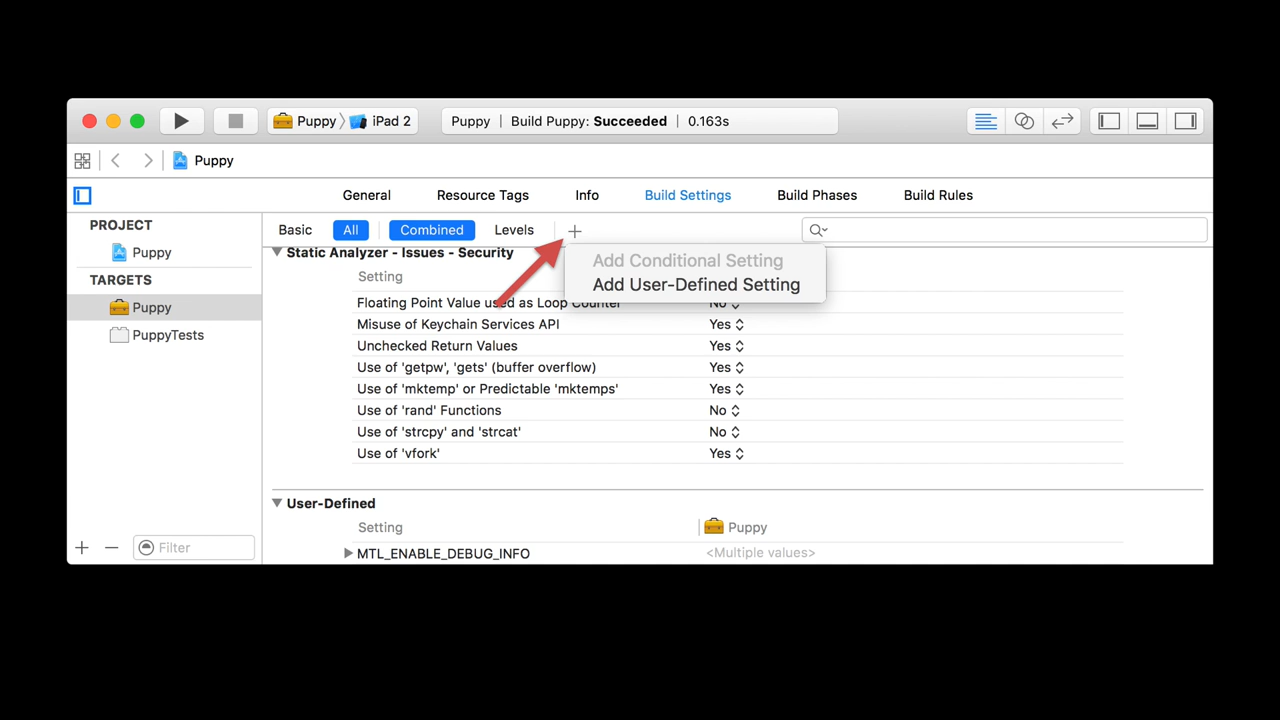 Puppy iPad 2 Puppy | Build Puppy: Succeeded | 0.163s
Puppy
General Resource Tags Info Build Settings Build Phases Build Rules
PROJECT
Puppy
TARGETS
Puppy
PuppyTests
Filter
Basic All Combined Levels
Add Conditional Setting
Add User-Defined Setting
Static Analyzer - Issues - Security
Setting
Floating Point Value used as Loop Counter No
Misuse of Keychain Services API Yes
Unchecked Return Values Yes
Use of 'getpw', 'gets' (buffer overflow) Yes
Use of 'mktemp' or Predictable 'mktemps' Yes
Use of 'rand' Functions No
Use of 'strcpy' and 'strcat' No
Use of 'vfork' Yes
User-Defined
Setting Puppy
MTL_ENABLE_DEBUG_INFO <Multiple values>